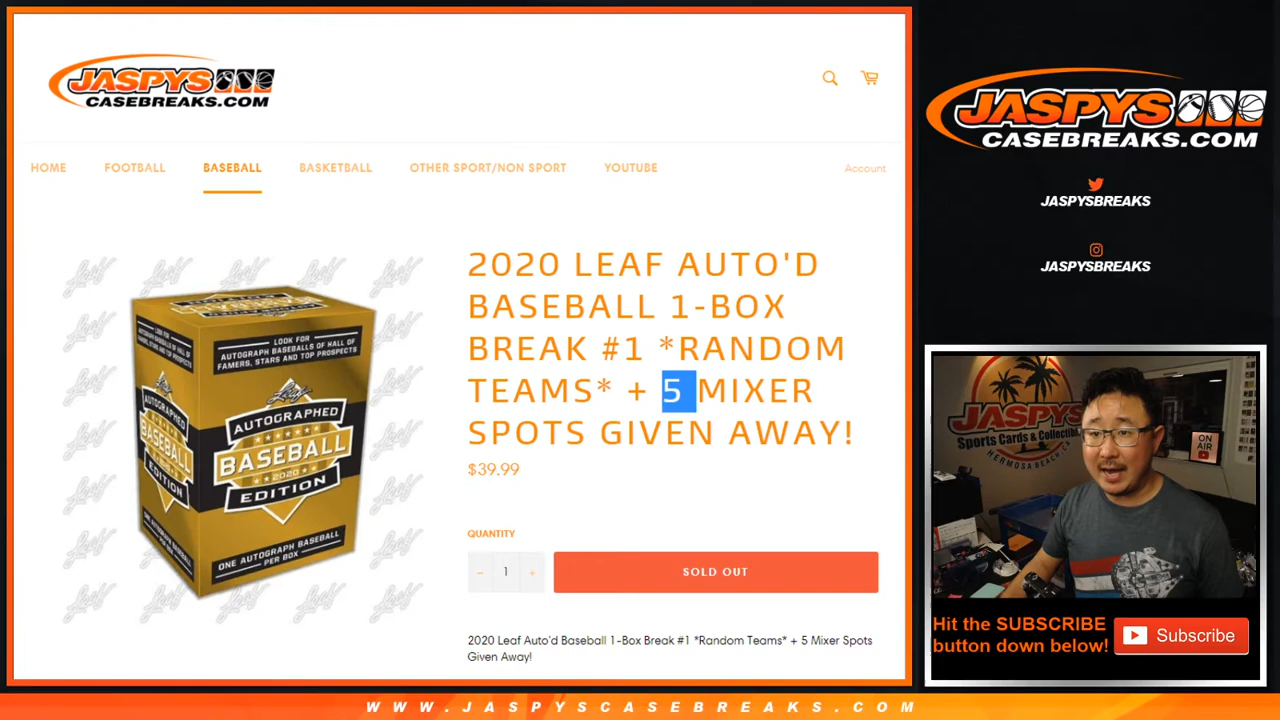 JASPYS
CASEBREAKS.COM
HOME FOOTBALL BASEBALL BASKETBALL OTHER SPORT/NON SPORT YOUTUBE Account
2020 LEAF AUTO'D
BASEBALL 1-BOX
BREAK #1 *RANDOM
TEAMS* + 5 MIXER
SPOTS GIVEN AWAY!
$39.99
QUANTITY
− 1 +
SOLD OUT
2020 Leaf Auto'd Baseball 1-Box Break #1 *Random Teams* + 5 Mixer Spots
Given Away!
LOOK FOR
AUTOGRAPH BASEBALLS OF HALL OF
FAMERS, STARS AND TOP PROSPECTS
Leaf
AUTOGRAPHED
BASEBALL
2020
EDITION
ONE AUTOGRAPH BASEBALL
PER BOX
JASPYS
CASEBREAKS.COM
JASPYSBREAKS
JASPYSBREAKS
JASPYS
Sports Cards & Collectibl
HERMOSA BEACH, C
ON
AIR
Hit the SUBSCRIBE
button down below!
Subscribe
WWW.JASPYSCASEBREAKS.COM